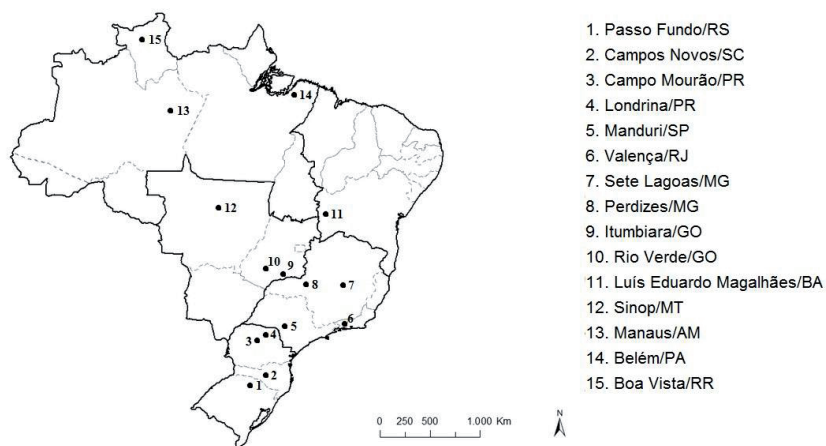 15
14
13
12
11
10
9
8
7
6
5
4
3
2
1
0 250 500 1.000 Km
N
1. Passo Fundo/RS
2. Campos Novos/SC
3. Campo Mourão/PR
4. Londrina/PR
5. Manduri/SP
6. Valença/RJ
7. Sete Lagoas/MG
8. Perdizes/MG
9. Itumbiara/GO
10. Rio Verde/GO
11. Luís Eduardo Magalhães/BA
12. Sinop/MT
13. Manaus/AM
14. Belém/PA
15. Boa Vista/RR